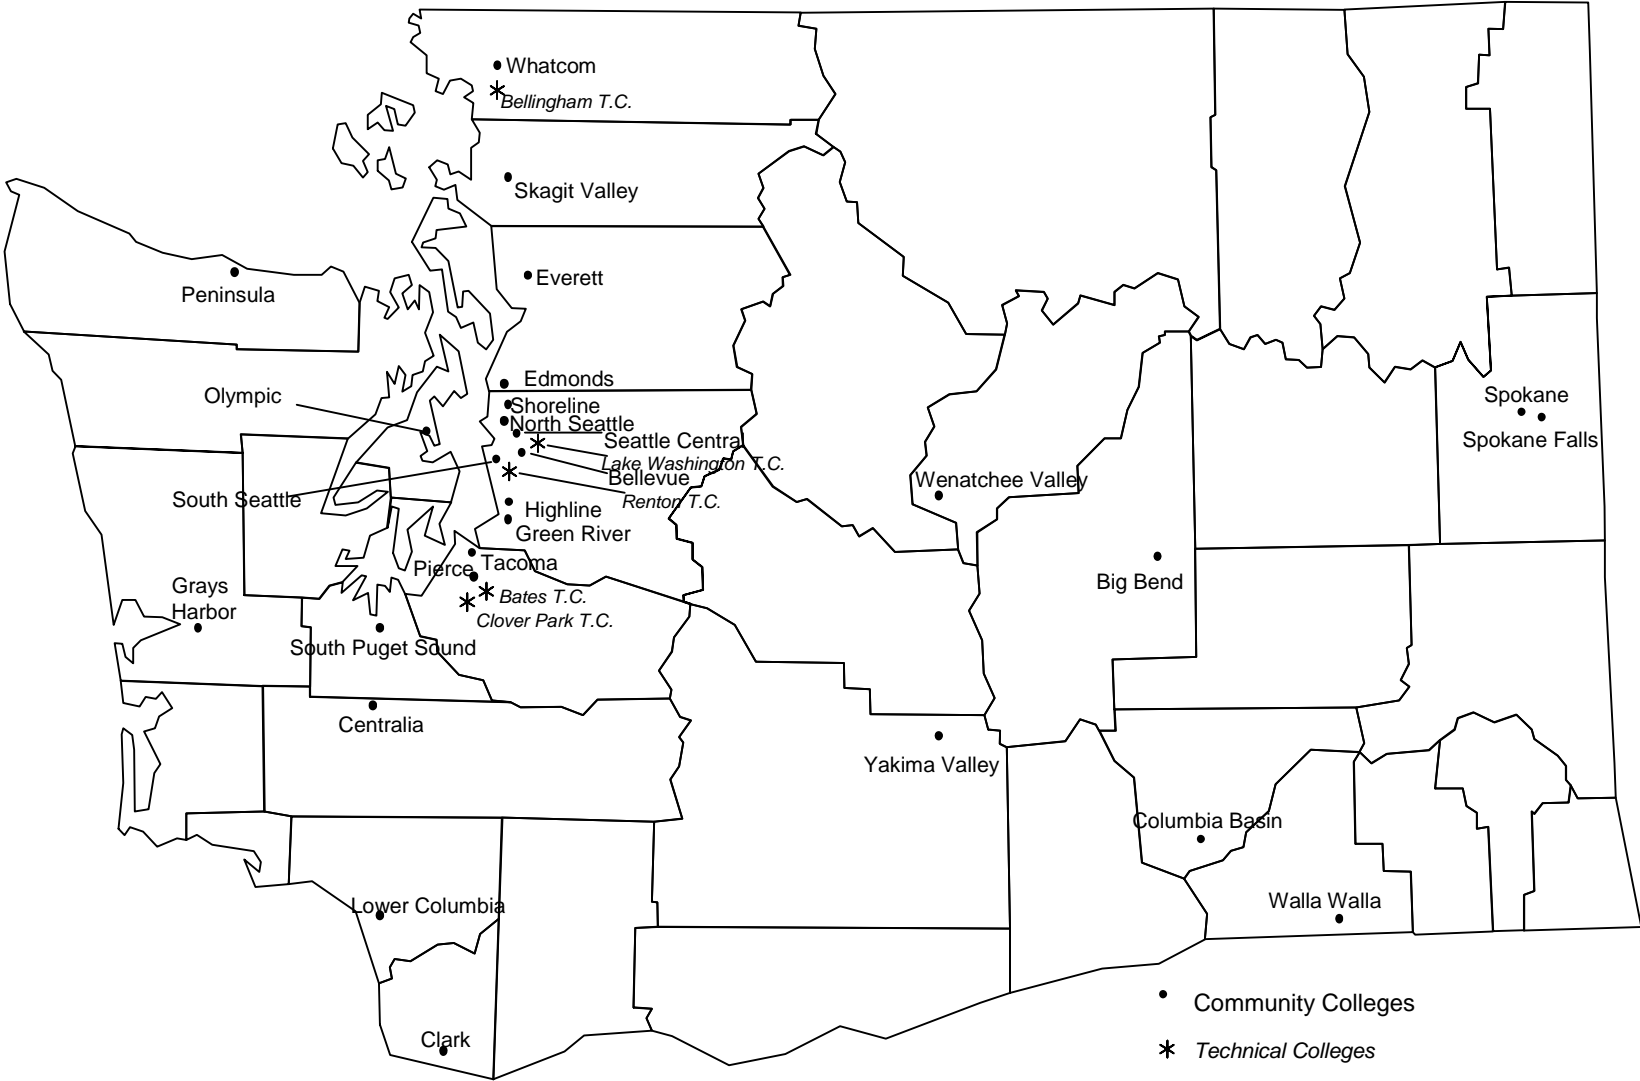 Whatcom
Bellingham T.C.
Skagit Valley
Everett
Peninsula
Edmonds
Olympic
Shoreline
North Seattle
Seattle Centra
Lake Washington T.C.
Bellevue
South Seattle
Renton T.C.
Highline
Green River
Spokane
Spokane Falls
Wenatchee Valley
Pierce
Tacoma
Big Bend
Grays
Harbor
Bates T.C.
Clover Park T.C.
South Puget Sound
Centralia
Yakima Valley
Columbia Basin
Lower Columbia
Walla Walla
Clark
Community Colleges
Technical Colleges